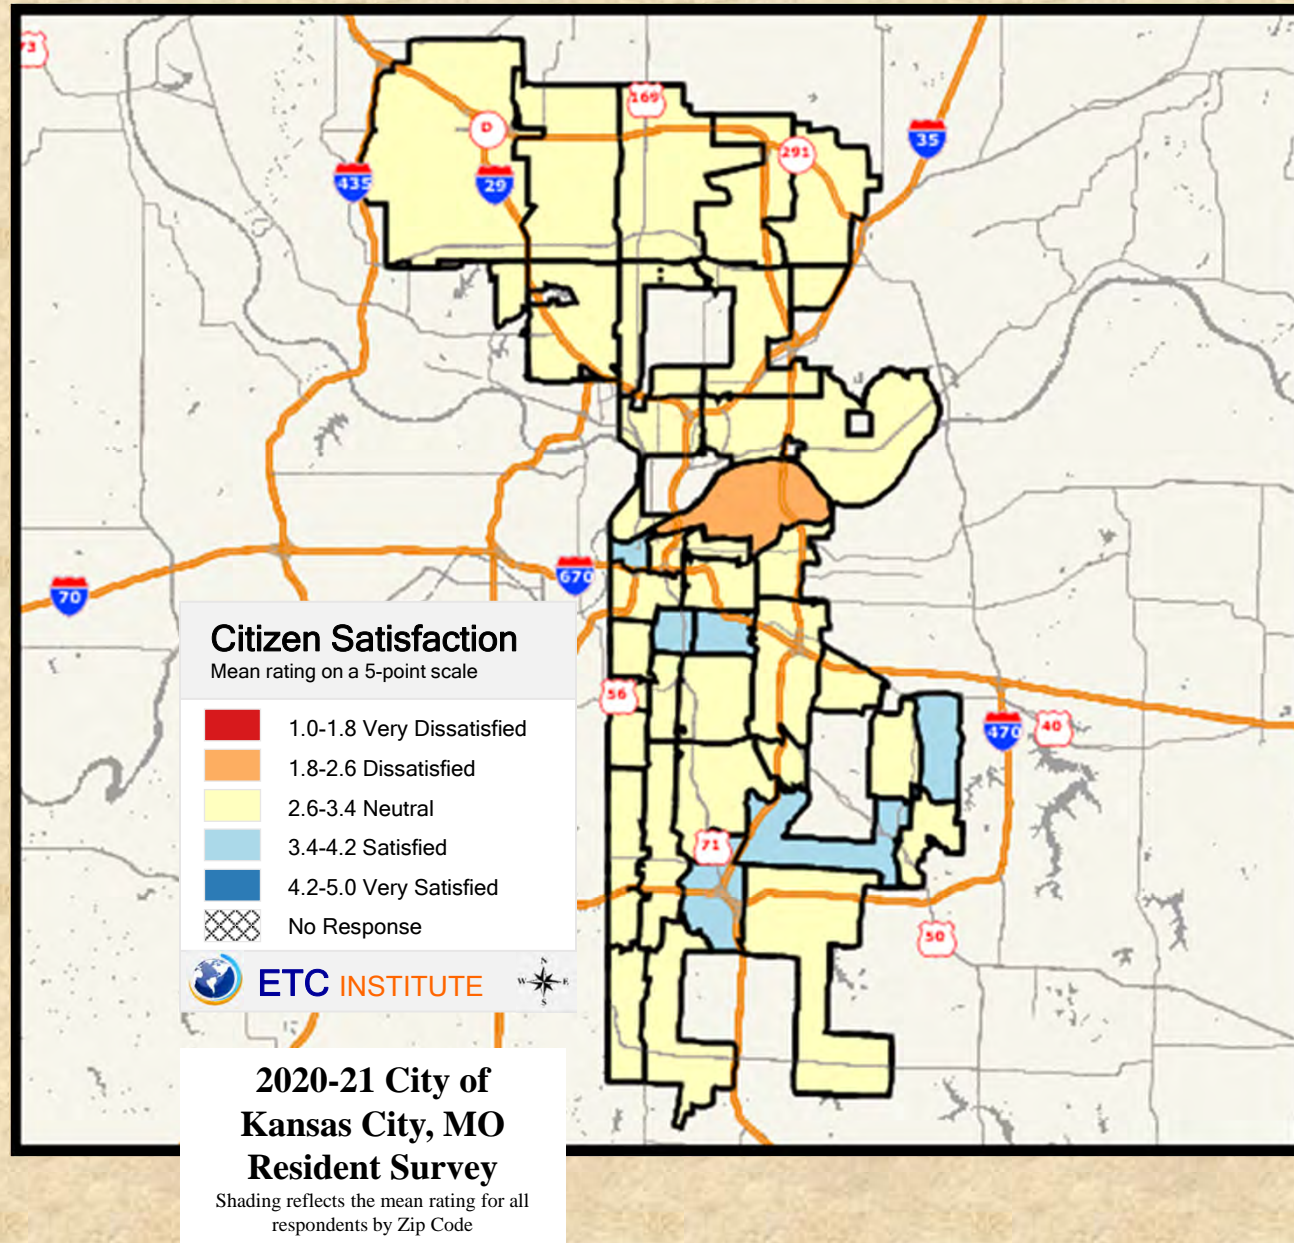 73
169
D
291
35
435
29
670
70
Citizen Satisfaction
Mean rating on a 5-point scale
56
1.0-1.8 Very Dissatisfied
1.8-2.6 Dissatisfied
2.6-3.4 Neutral
3.4-4.2 Satisfied
4.2-5.0 Very Satisfied
No Response
470
40
71
50
ETC INSTITUTE
N
W E
S
2020-21 City of
Kansas City, MO
Resident Survey
Shading reflects the mean rating for all
respondents by Zip Code